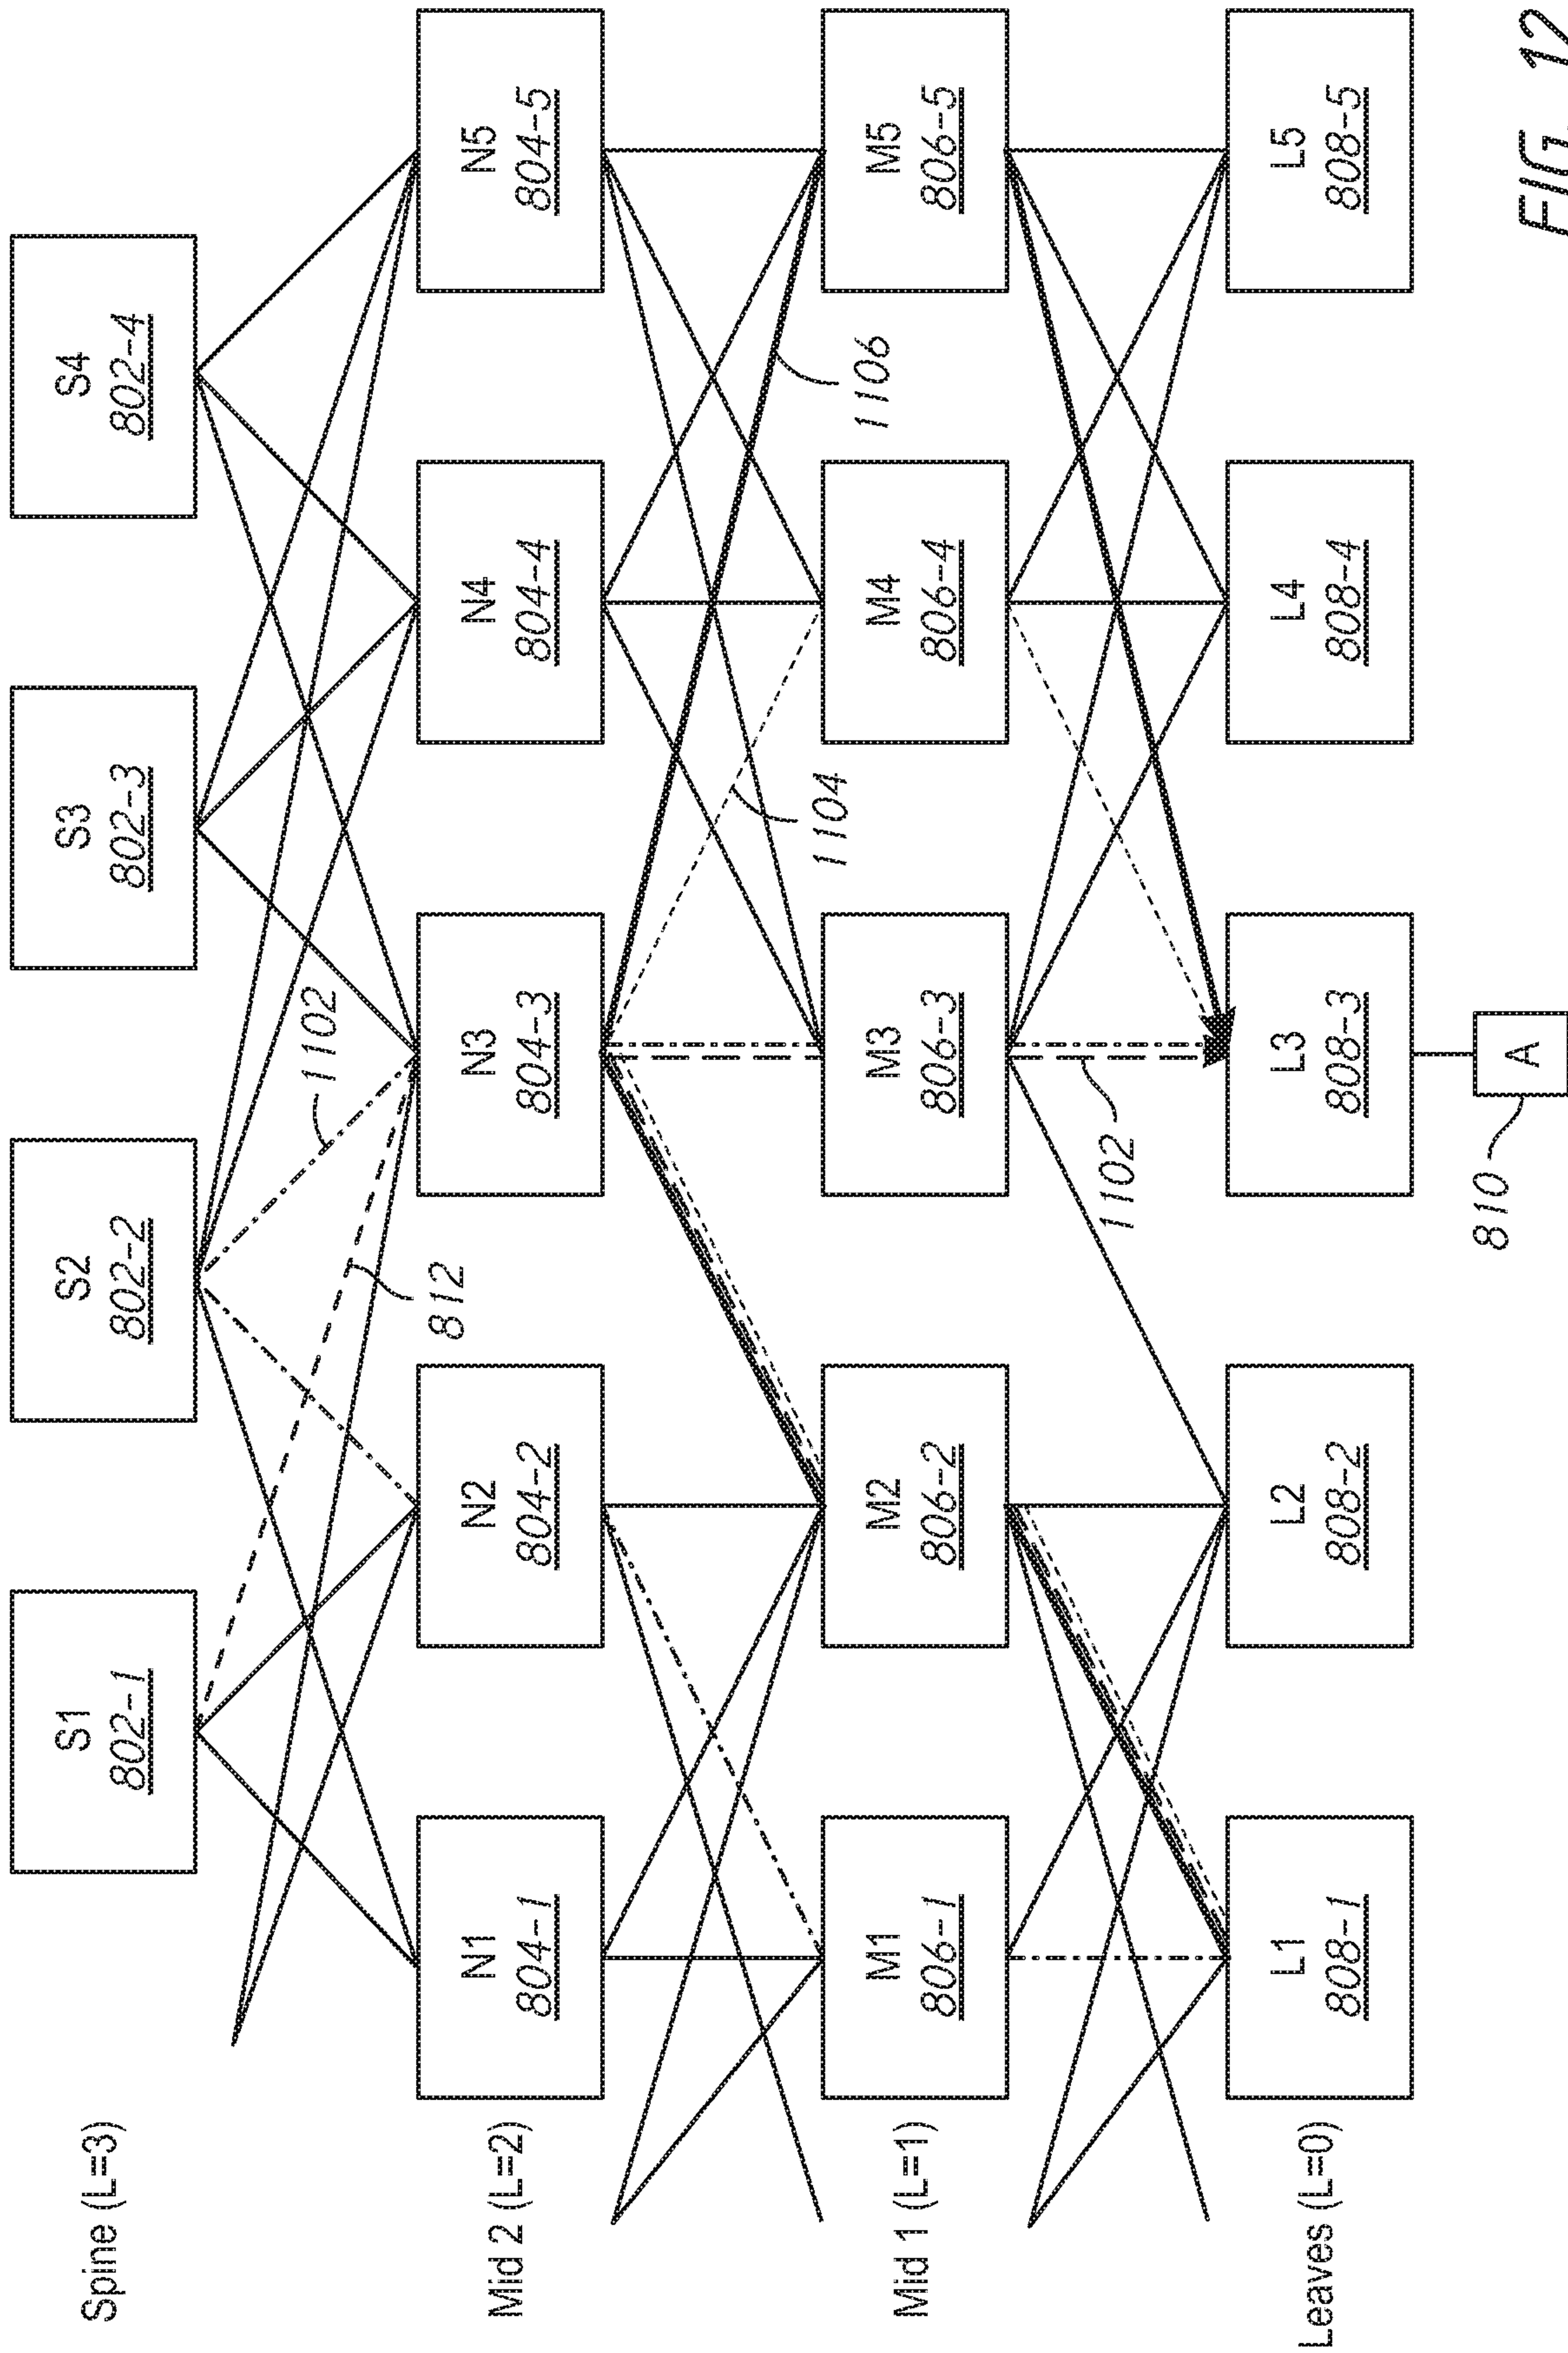 Spine (L=3)
S1
802-1
S2
802-2
S3
802-3
S4
802-4
1102
812
Mid 2 (L=2)
N1
804-1
N2
804-2
N3
804-3
N4
804-4
N5
804-5
1104
1106
Mid 1 (L=1)
M1
806-1
M2
806-2
M3
806-3
M4
806-4
M5
806-5
1102
Leaves (L=0)
L1
808-1
L2
808-2
L3
808-3
L4
808-4
L5
808-5
810
A
FIG. 12